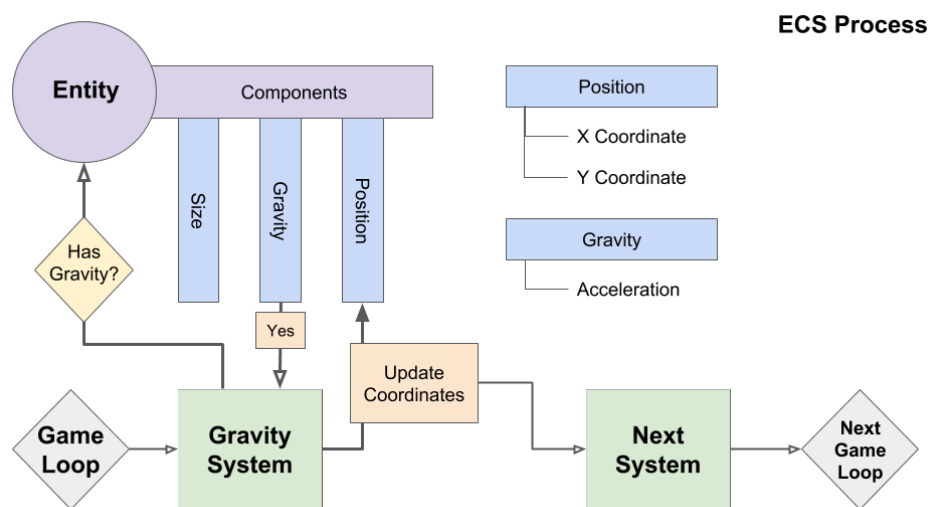 ECS Process
Entity
Components
Size
Gravity
Position
Position
X Coordinate
Y Coordinate
Gravity
Acceleration
Has
Gravity?
Yes
Update
Coordinates
Game
Loop
Gravity
System
Next
System
Next
Game
Loop